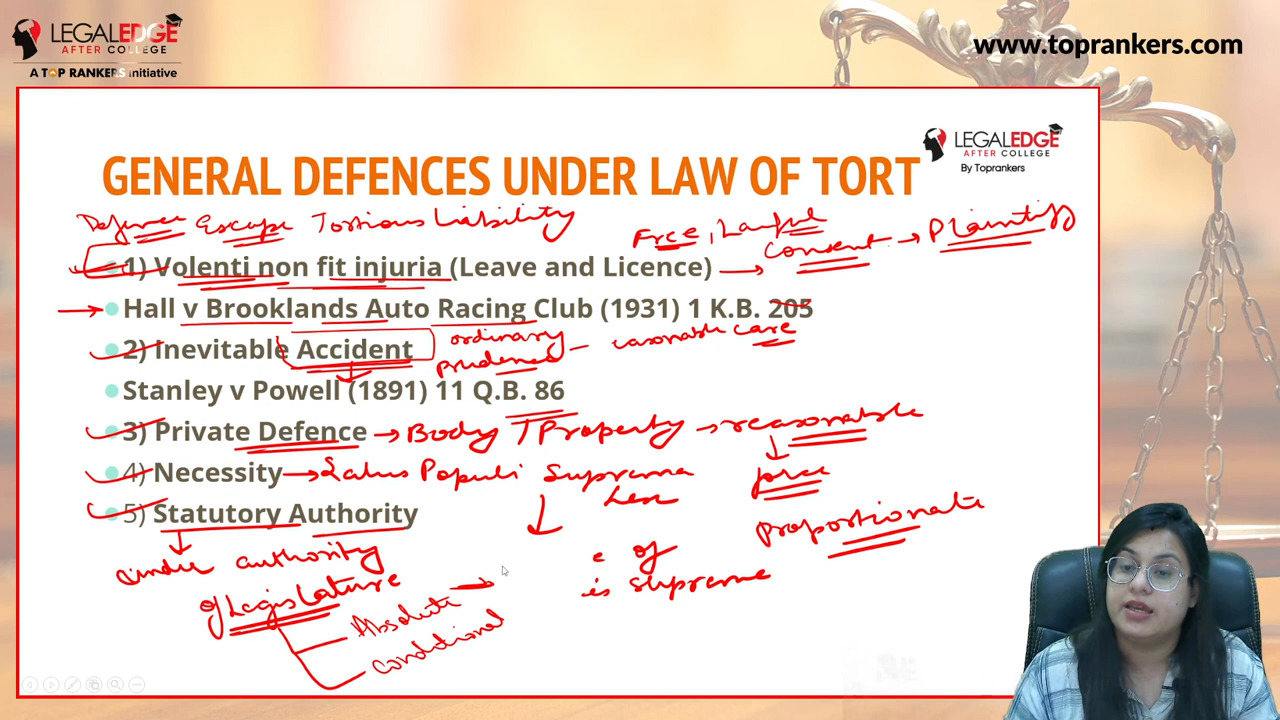 LEGALEDGE
AFTER COLLEGE
A TOP RANKERS initiative
www.toprankers.com
LEGALEDGE
AFTER COLLEGE
By Toprankers
GENERAL DEFENCES UNDER LAW OF TORT
Defence Escape Tortious Liability
Free, Lawful
consent → Plaintiff
1) Volenti non fit injuria (Leave and Licence) →
→ Hall v Brooklands Auto Racing Club (1931) 1 K.B. 205
2) Inevitable Accident
ordinary prudence – reasonable care
Stanley v Powell (1891) 11 Q.B. 86
3) Private Defence → Body Property → reasonable
force
proportionate
4) Necessity → Salus Populi Suprema
Lex
of
is supreme
5) Statutory Authority
under authority
of Legislature
Absolute →
conditional